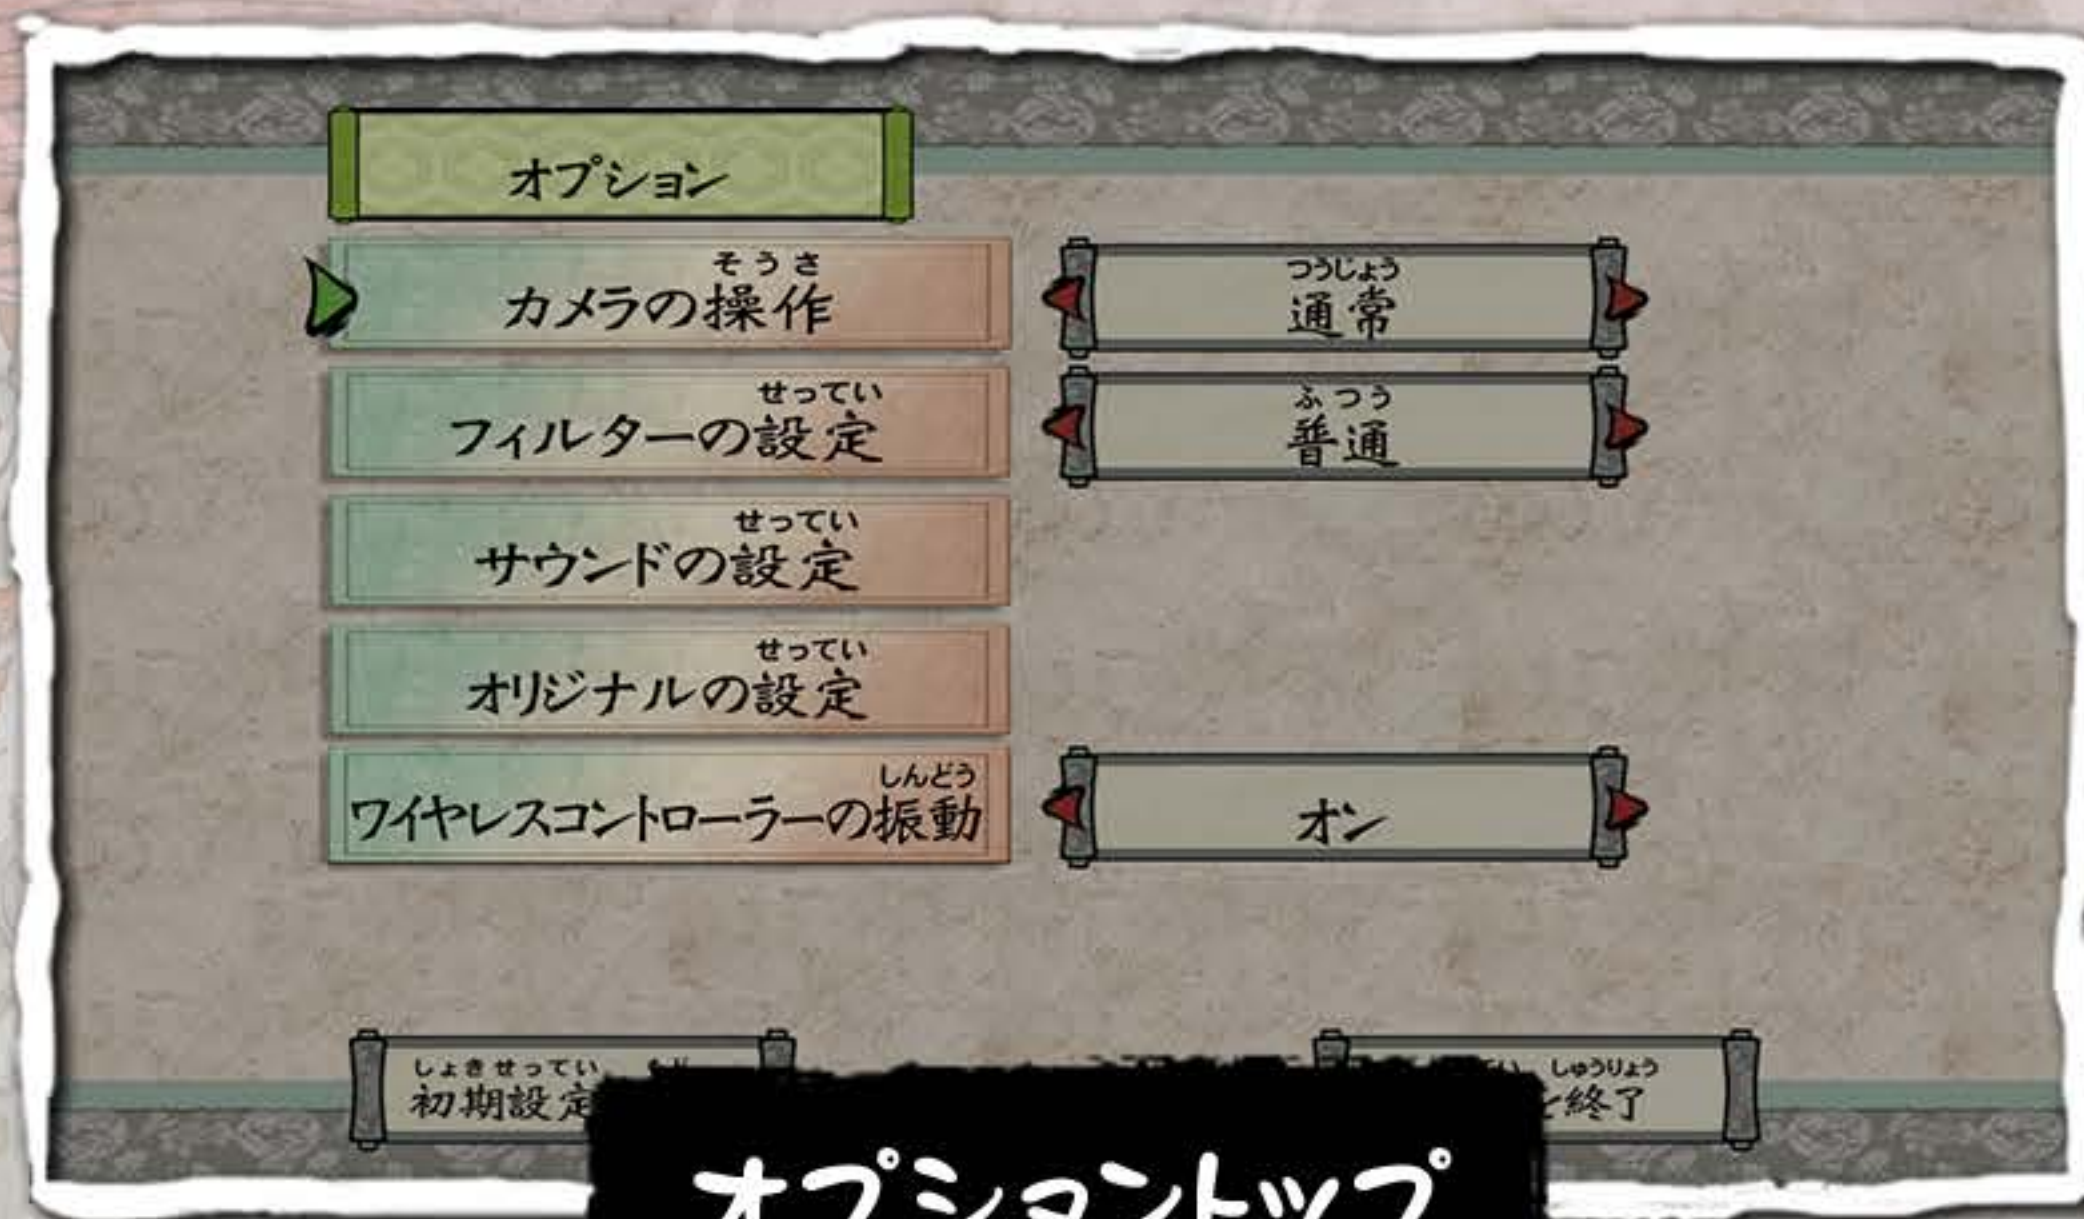 オプション
そうさ
カメラの操作
つうじょう
通常
せってい
フィルターの設定
ふつう
普通
せってい
サウンドの設定
せってい
オリジナルの設定
しんどう
ワイヤレスコントローラーの振動
オン
しょきせってい
初期設定
しゅうりょう
終了
オプショントップ